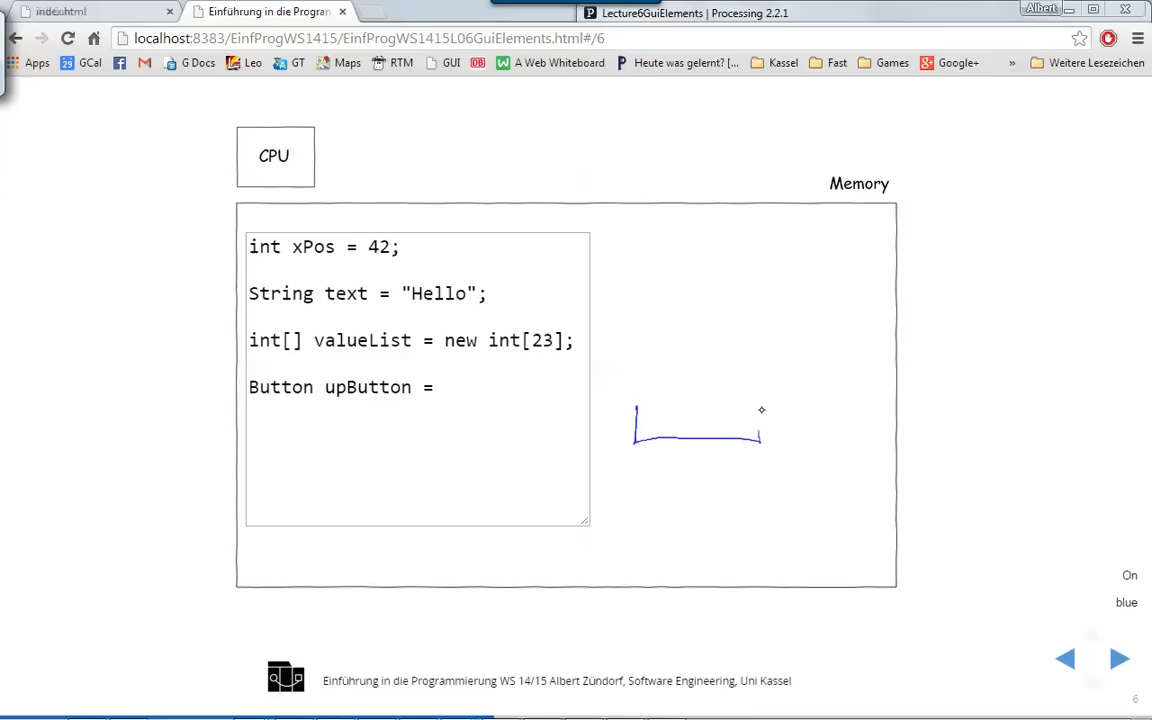 index.html
Einführung in die Program
Lecture6GuiElements | Processing 2.2.1
Albert
localhost:8383/EinfProgWS1415/EinfProgWS1415L06GuiElements.html#/6
Apps GCal G Docs Leo GT Maps RTM GUI A Web Whiteboard Heute was gelernt? [... Kassel Fast Games Google+ » Weitere Lesezeichen
CPU
Memory
int xPos = 42;
String text = "Hello";
int[] valueList = new int[23];
Button upButton =
On
blue
Einführung in die Programmierung WS 14/15 Albert Zündorf, Software Engineering, Uni Kassel
6